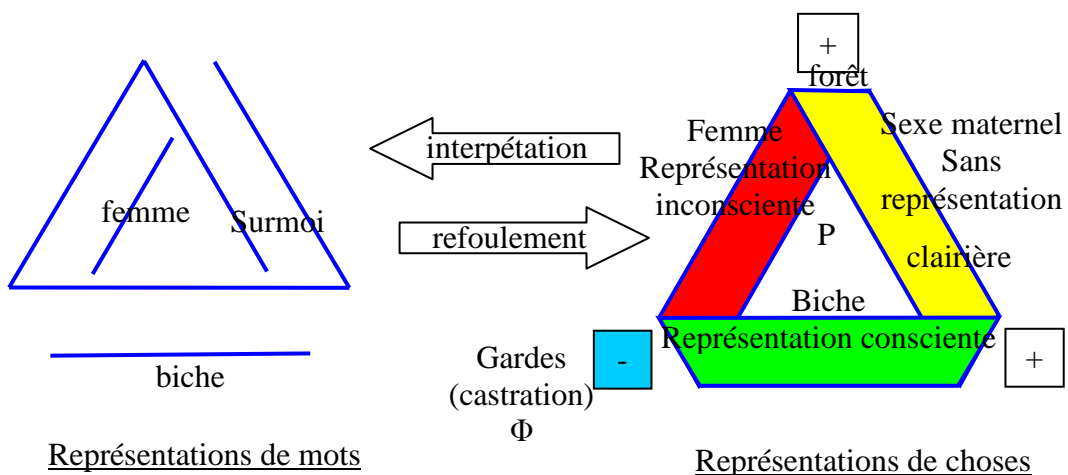 +
forêt
Femme
Représentation
inconsciente
Sexe maternel
Sans
représentation
interpétation
femme
Surmoi
refoulement
P
clairière
Biche
Représentation consciente
Gardes
(castration)
Φ
-
+
biche
Représentations de mots
Représentations de choses